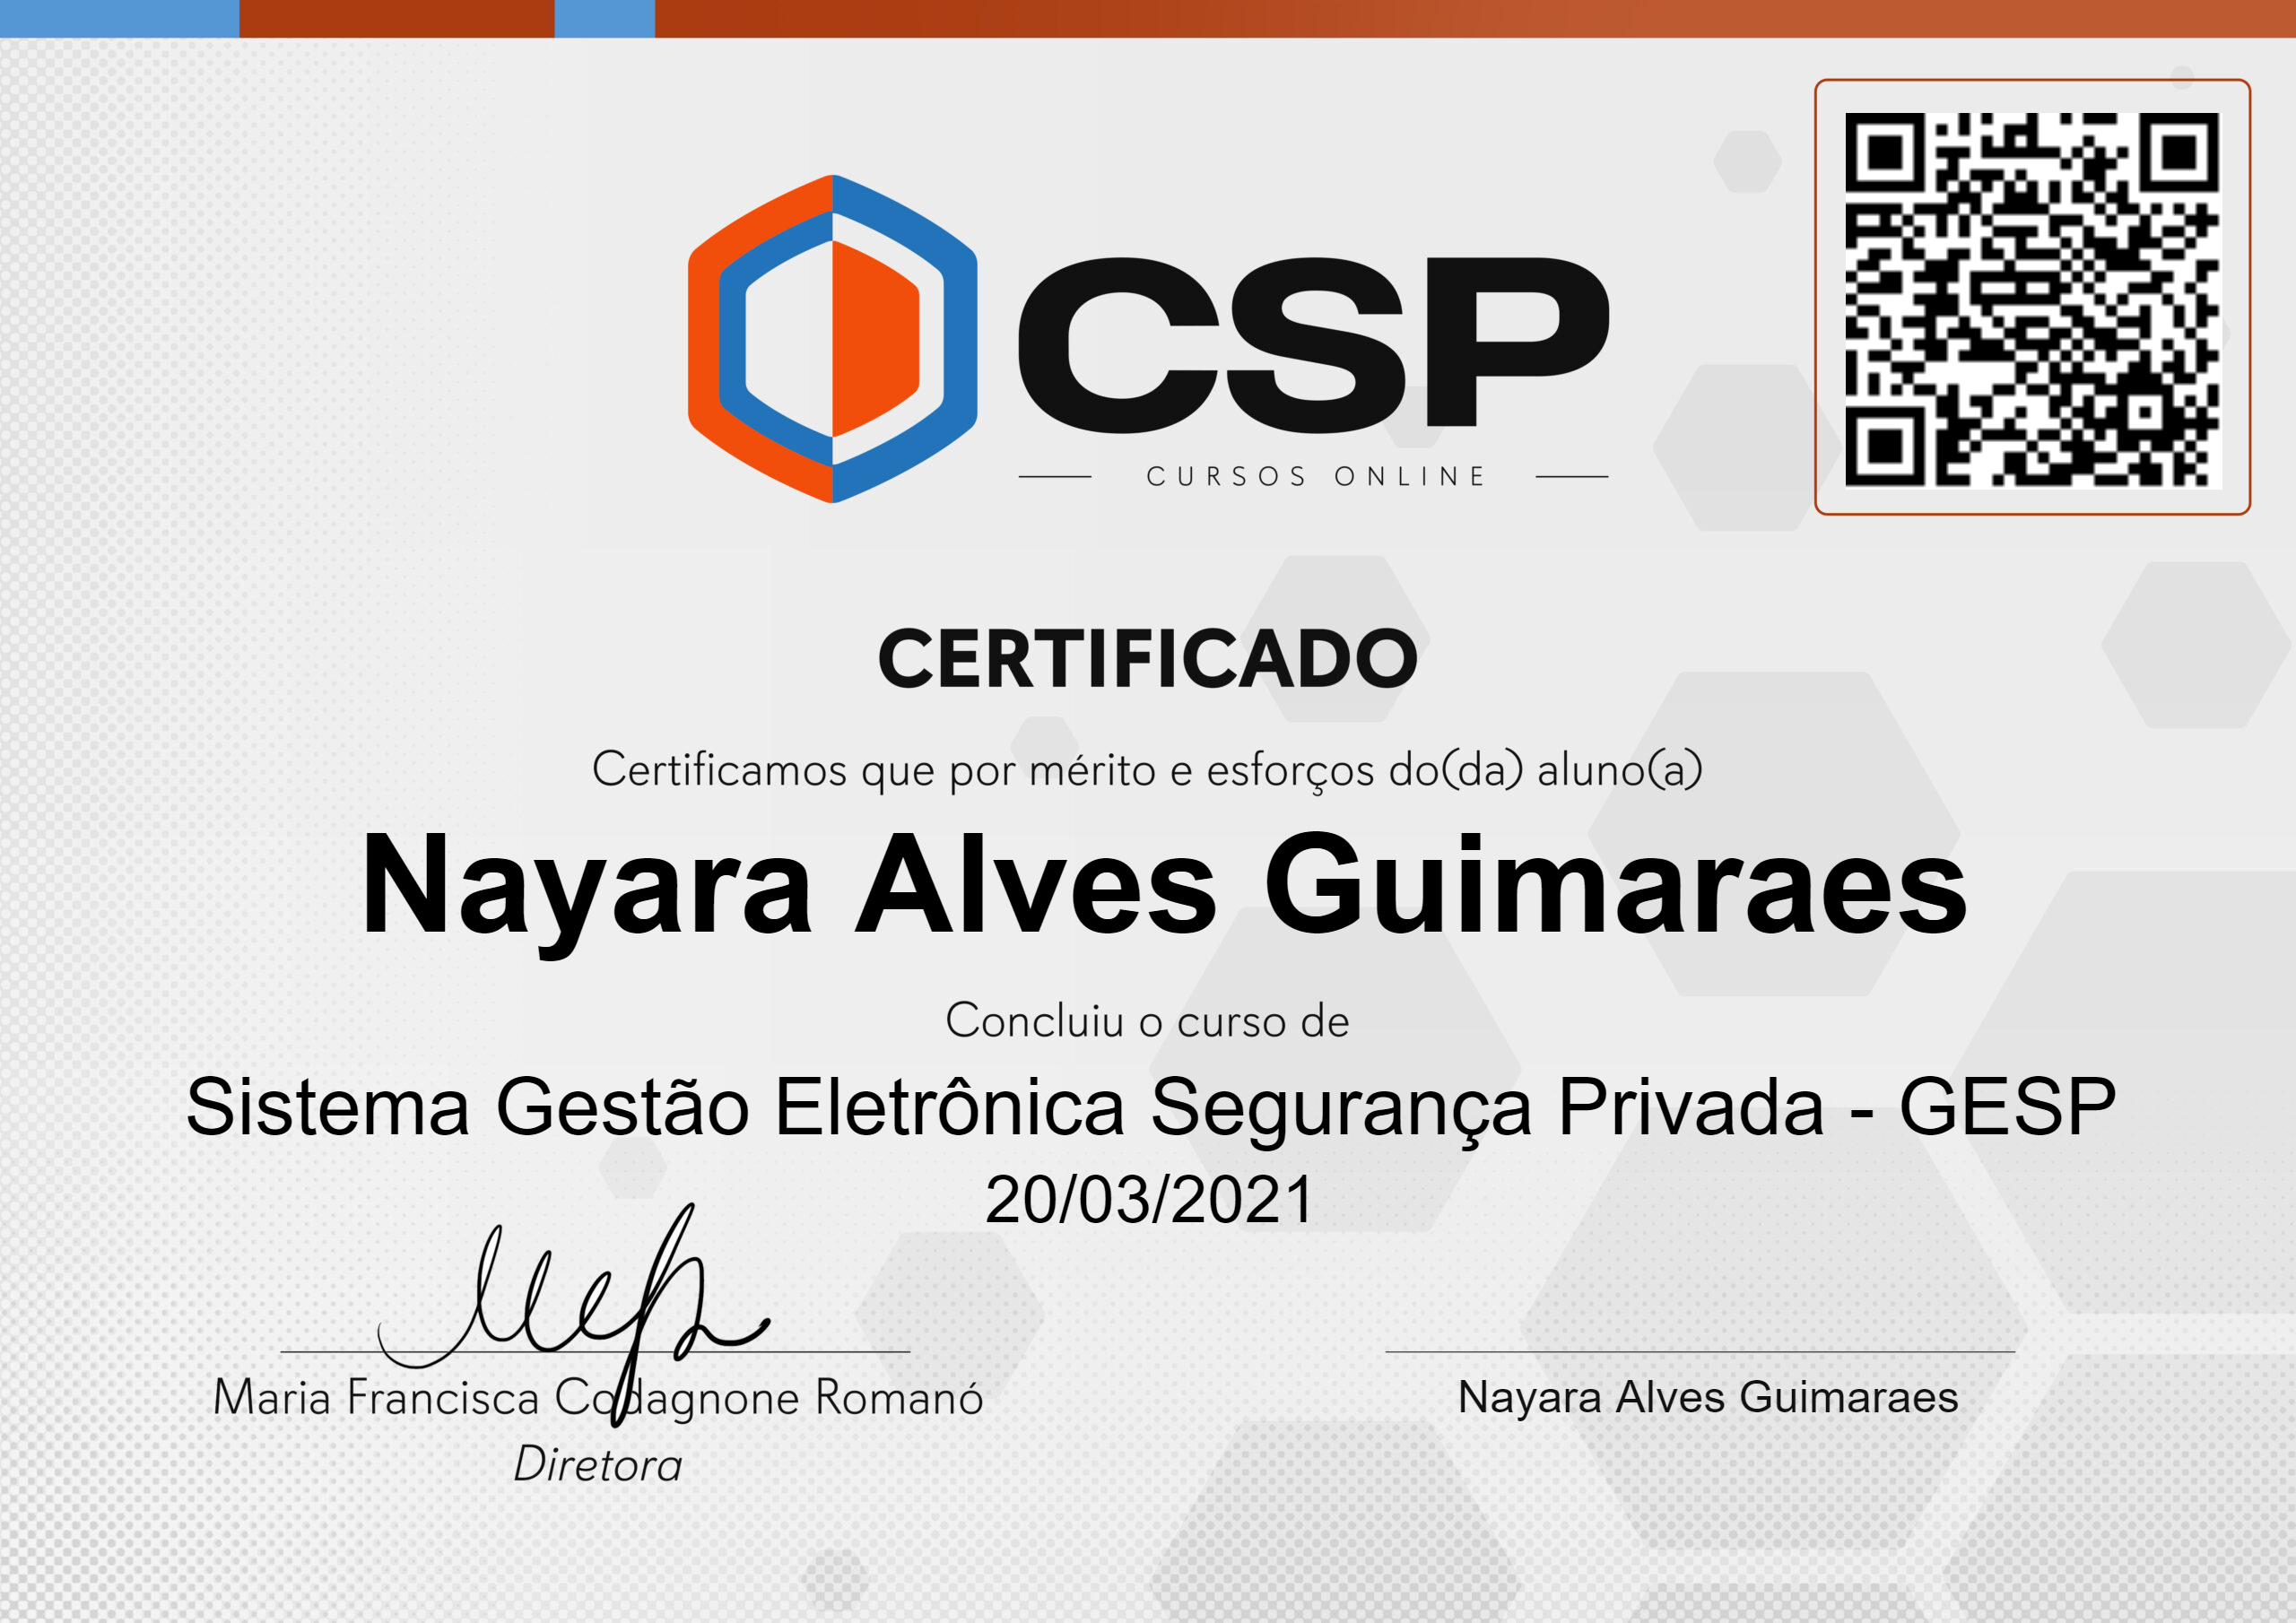 CSP
CURSOS ONLINE
CERTIFICADO
Certificamos que por mérito e esforços do(da) aluno(a)
Nayara Alves Guimaraes
Concluiu o curso de
Sistema Gestão Eletrônica Segurança Privada - GESP
20/03/2021
Maria Francisca Codagnone Romanó
Diretora
Nayara Alves Guimaraes